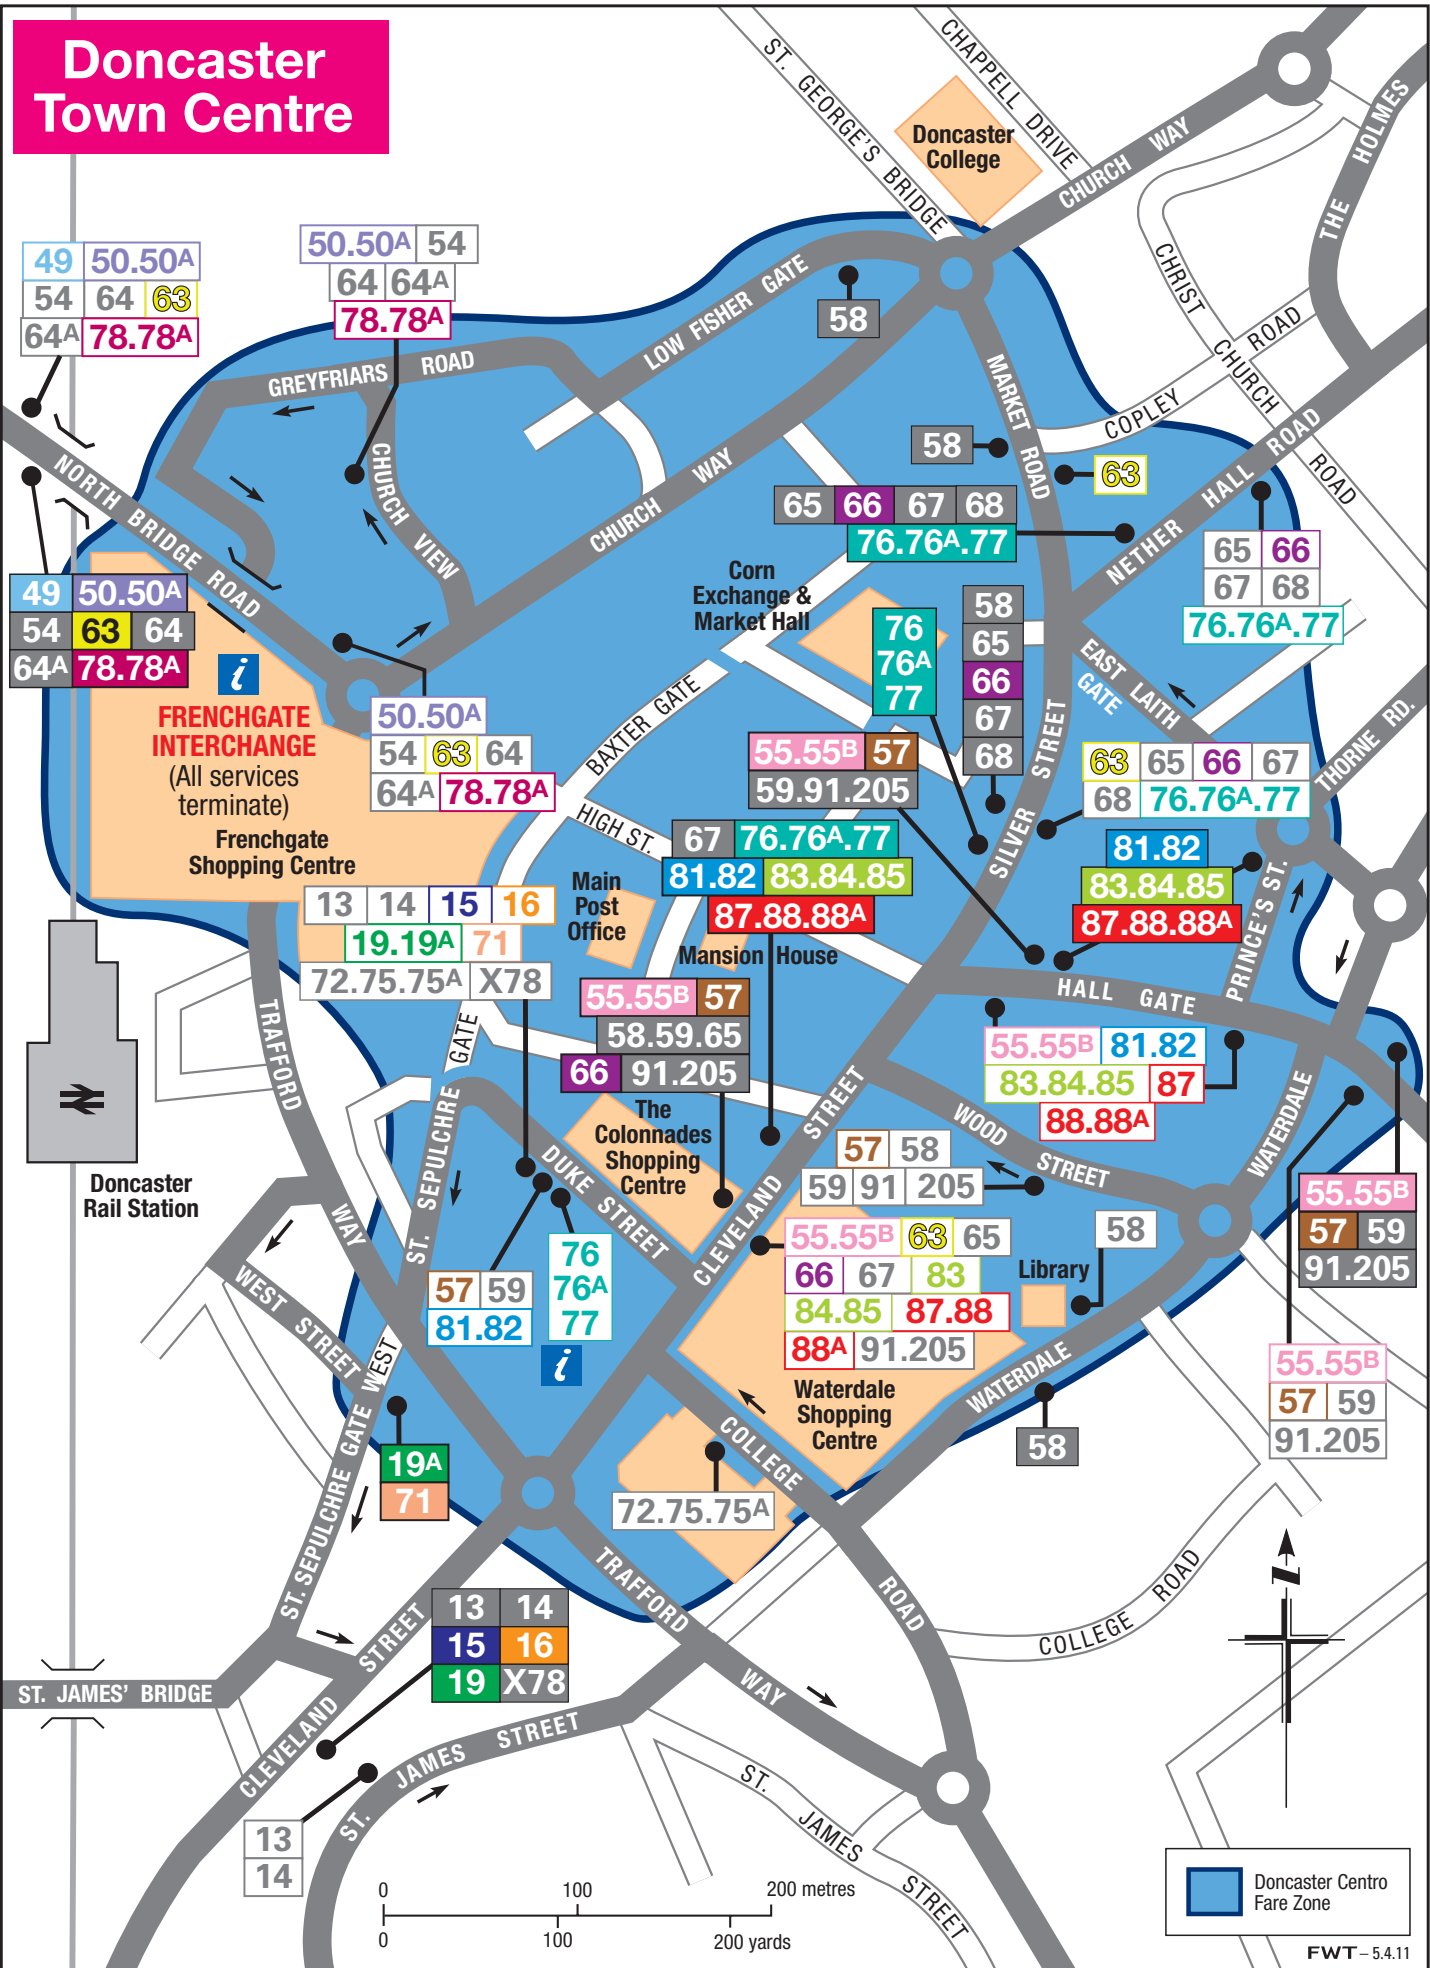 Doncaster
Town Centre
ST. GEORGE'S BRIDGE
CHAPPELL DRIVE
Doncaster
College
CHURCH WAY
THE HOLMES
CHRIST CHURCH ROAD
COPLEY ROAD
49 50.50A
54 64 63
64A 78.78A
50.50A 54
64 64A
78.78A
LOW FISHER GATE
58
GREYFRIARS ROAD
MARKET ROAD
58
63
NETHER HALL ROAD
CHURCH VIEW
CHURCH WAY
NORTH BRIDGE ROAD
65 66 67 68
76.76A.77
65 66
67 68
76.76A.77
Corn
Exchange &
Market Hall
49 50.50A
54 63 64
64A 78.78A
76
76A
77
58
65
66
67
68
EAST LAITH
GATE
i
FRENCHGATE
INTERCHANGE
(All services
terminate)
Frenchgate
Shopping Centre
50.50A
54 63 64
64A 78.78A
BAXTER GATE
SILVER STREET
THORNE RD.
55.55B 57
59.91.205
63 65 66 67
68 76.76A.77
HIGH ST.
67 76.76A.77
81.82 83.84.85
87.88.88A
81.82
83.84.85
87.88.88A
PRINCE'S ST.
Main
Post
Office
Mansion House
13 14 15 16
19.19A 71
72.75.75A X78
55.55B 57
58.59.65
66 91.205
HALL GATE
55.55B 81.82
83.84.85 87
88.88A
TRAFFORD
WAY
ST. SEPULCHRE
GATE
The
Colonnades
Shopping
Centre
DUKE STREET
CLEVELAND
STREET
WOOD STREET
WATERDALE
57 58
59 91 205
Doncaster
Rail Station
55.55B
57 59
91.205
55.55B 63 65
66 67 83
84.85 87.88
88A 91.205
58
Library
57 59
81.82
76
76A
77
i
WEST STREET
55.55B
57 59
91.205
Waterdale
Shopping
Centre
WATERDALE
58
ST. SEPULCHRE GATE WEST
19A
71
COLLEGE
ROAD
72.75.75A
TRAFFORD
WAY
COLLEGE ROAD
N
13 14
15 16
19 X78
ST. JAMES' BRIDGE
CLEVELAND
STREET
ST. JAMES STREET
ST. JAMES STREET
13
14
0 100 200 metres
0 100 200 yards
Doncaster Centro
Fare Zone
FWT – 5.4.11